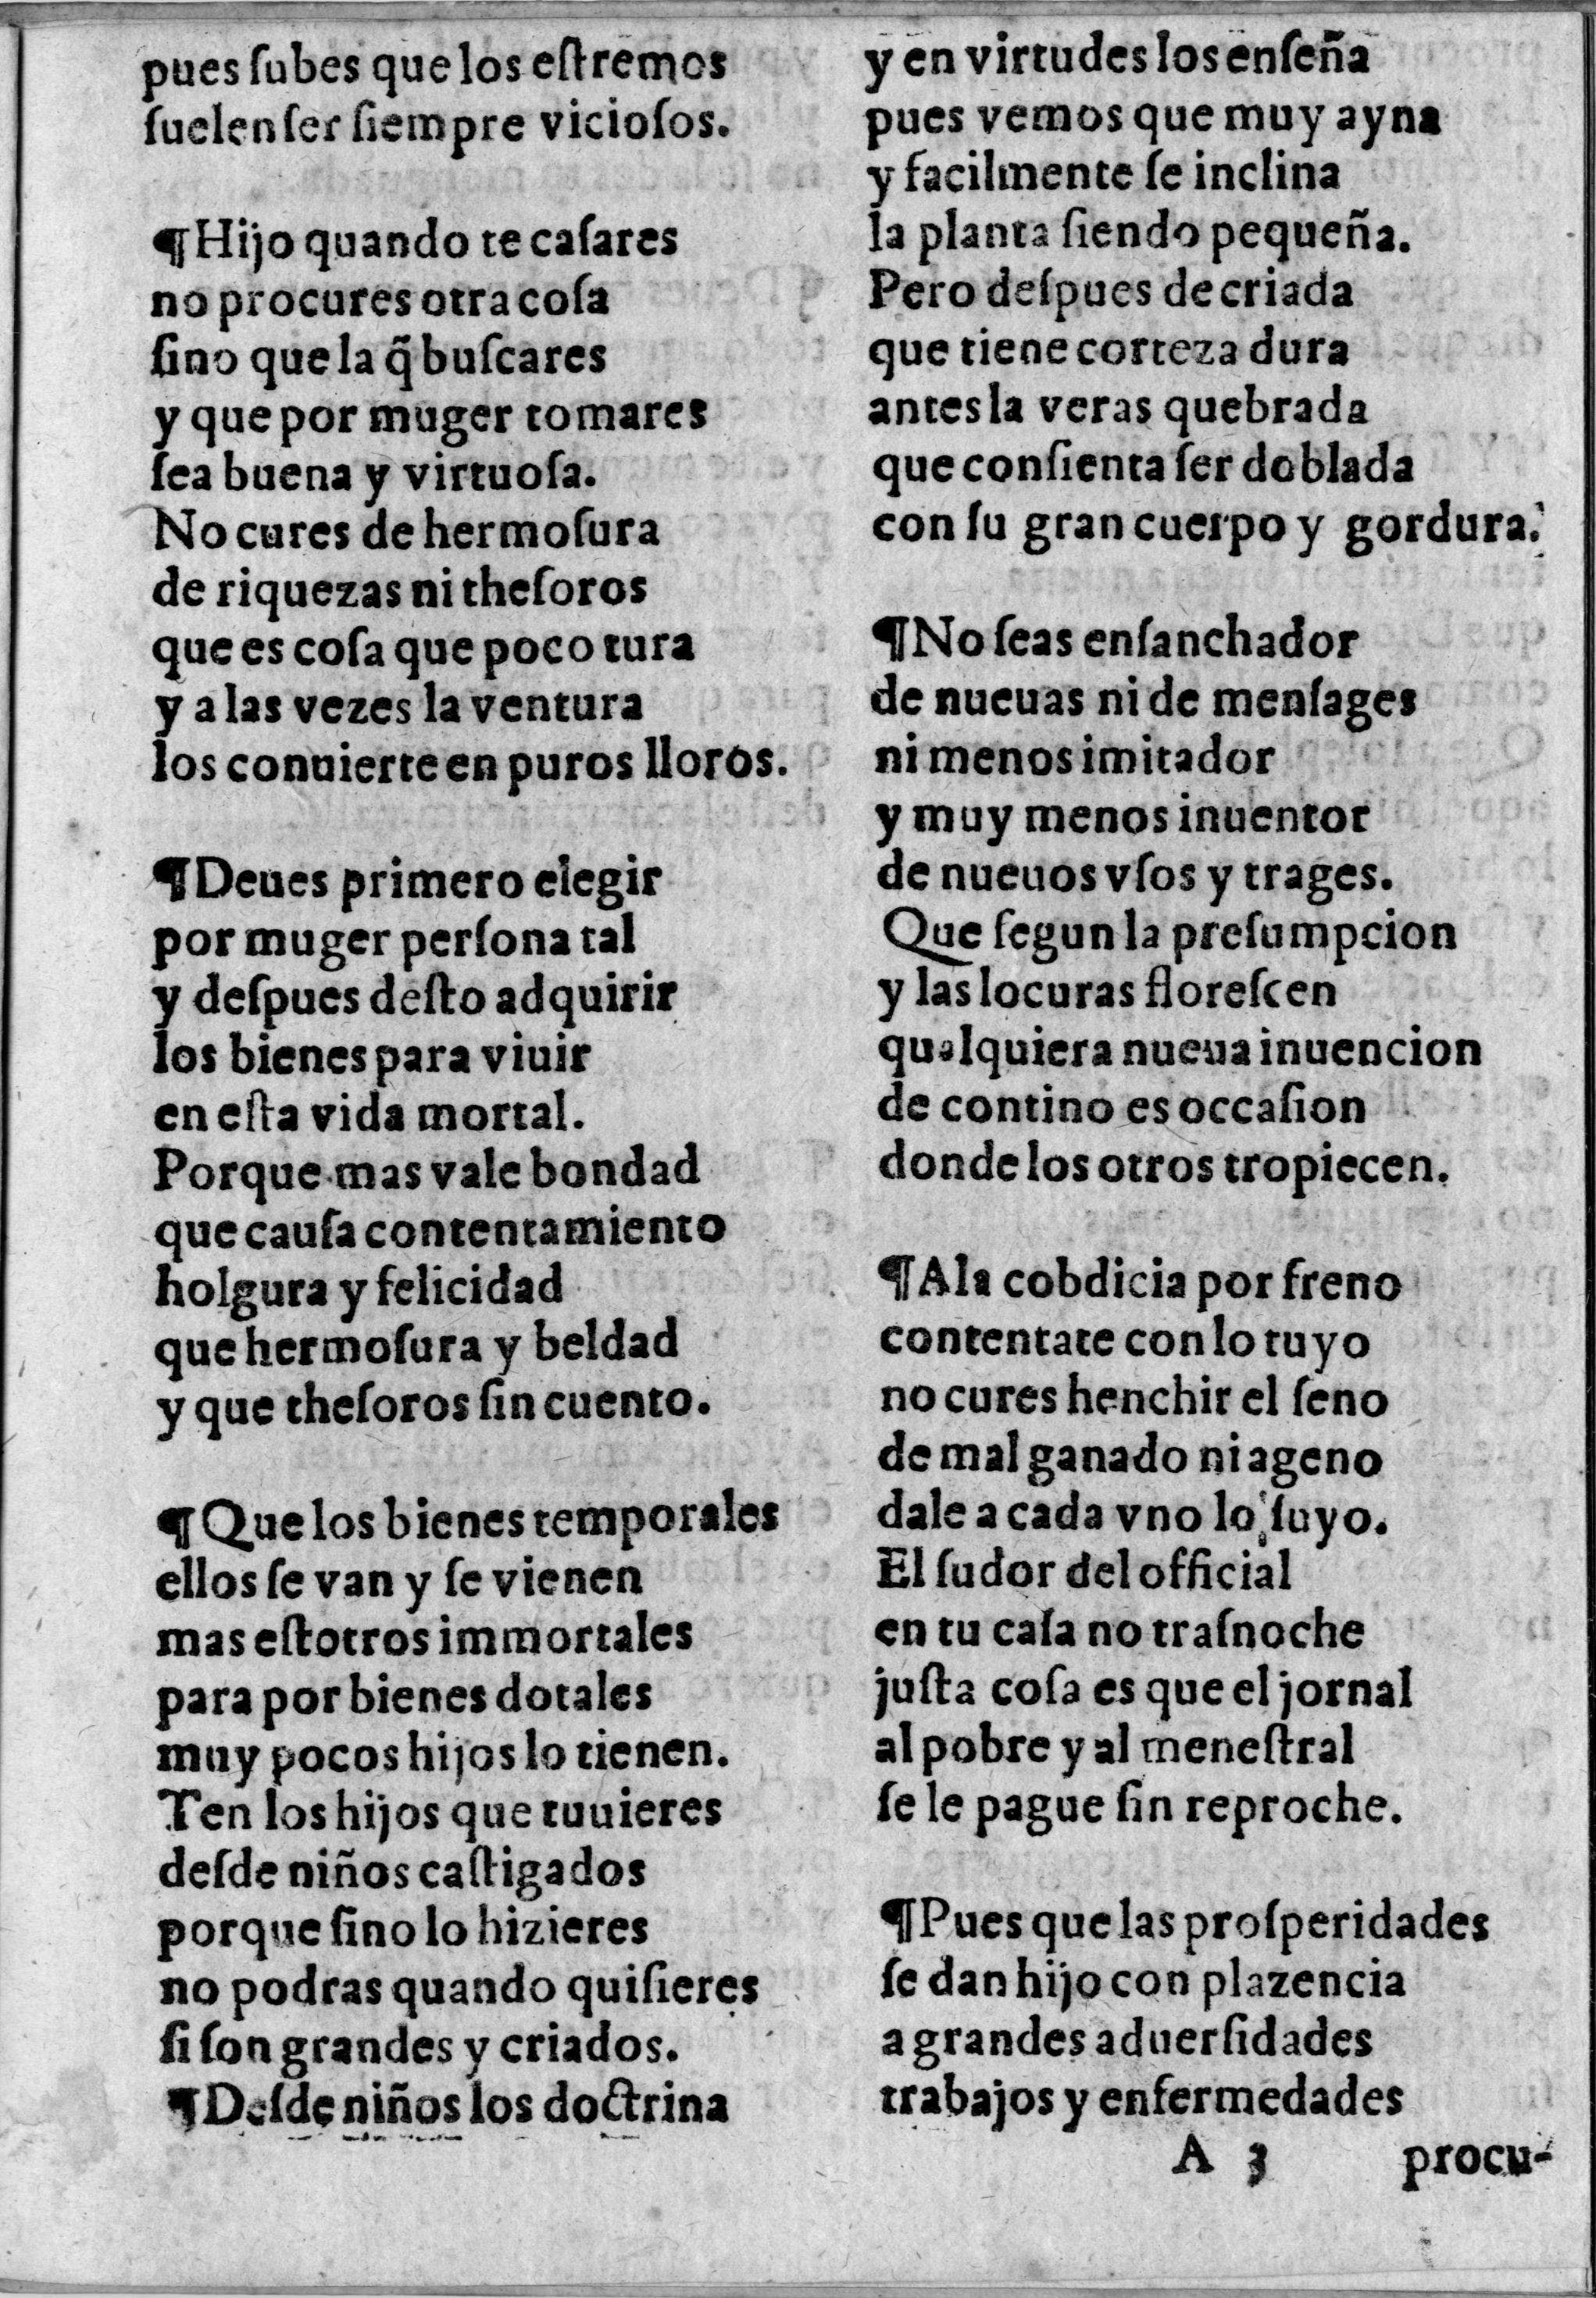 pues ſubes que los eſtremos
ſuelen ſer ſiempre vicioſos.
¶Hijo quando te caſares
no procures otra coſa
ſino que la q̃ buſcares
y que por muger tomares
ſea buena y virtuoſa.
No cures de hermoſura
de riquezas ni theſoros
que es coſa que poco tura
y a las vezes la ventura
los conuierte en puros lloros.
¶Deues primero elegir
por muger perſona tal
y deſpues deſto adquirir
los bienes para viuir
en eſta vida mortal.
Porque mas vale bondad
que cauſa contentamiento
holgura y felicidad
que hermoſura y beldad
y que theſoros ſin cuento.
¶Que los bienes temporales
ellos ſe van y ſe vienen
mas eſtotros immortales
para por bienes dotales
muy pocos hijos lo tienen.
Ten los hijos que tuuieres
deſde niños caſtigados
porque ſino lo hizieres
no podras quando quiſieres
ſi ſon grandes y criados.
¶Deſde niños los doctrina
y en virtudes los enſeña
pues vemos que muy ayna
y facilmente ſe inclina
la planta ſiendo pequeña.
Pero deſpues de criada
que tiene corteza dura
antes la veras quebrada
que conſienta ſer doblada
con ſu gran cuerpo y gordura.
¶No ſeas enſanchador
de nueuas ni de menſages
ni menos imitador
y muy menos inuentor
de nueuos vſos y trages.
Que ſegun la preſumpcion
y las locuras floreſcen
qualquiera nueua inuencion
de contino es occaſion
donde los otros tropiecen.
¶Ala cobdicia por freno
contentate con lo tuyo
no cures henchir el ſeno
de mal ganado ni ageno
dale a cada vno lo ſuyo.
El ſudor del official
en tu caſa no traſnoche
juſta coſa es que el jornal
al pobre y al meneſtral
ſe le pague ſin reproche.
¶Pues que las proſperidades
ſe dan hijo con plazencia
a grandes aduerſidades
trabajos y enfermedades
A 3 procu-